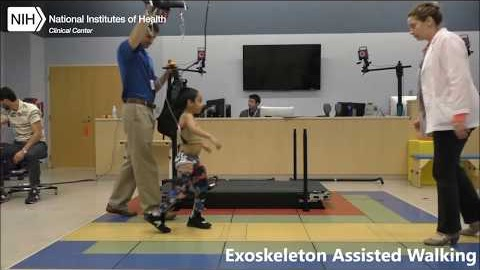 NIH National Institutes of Health
Clinical Center
Exoskeleton Assisted Walking